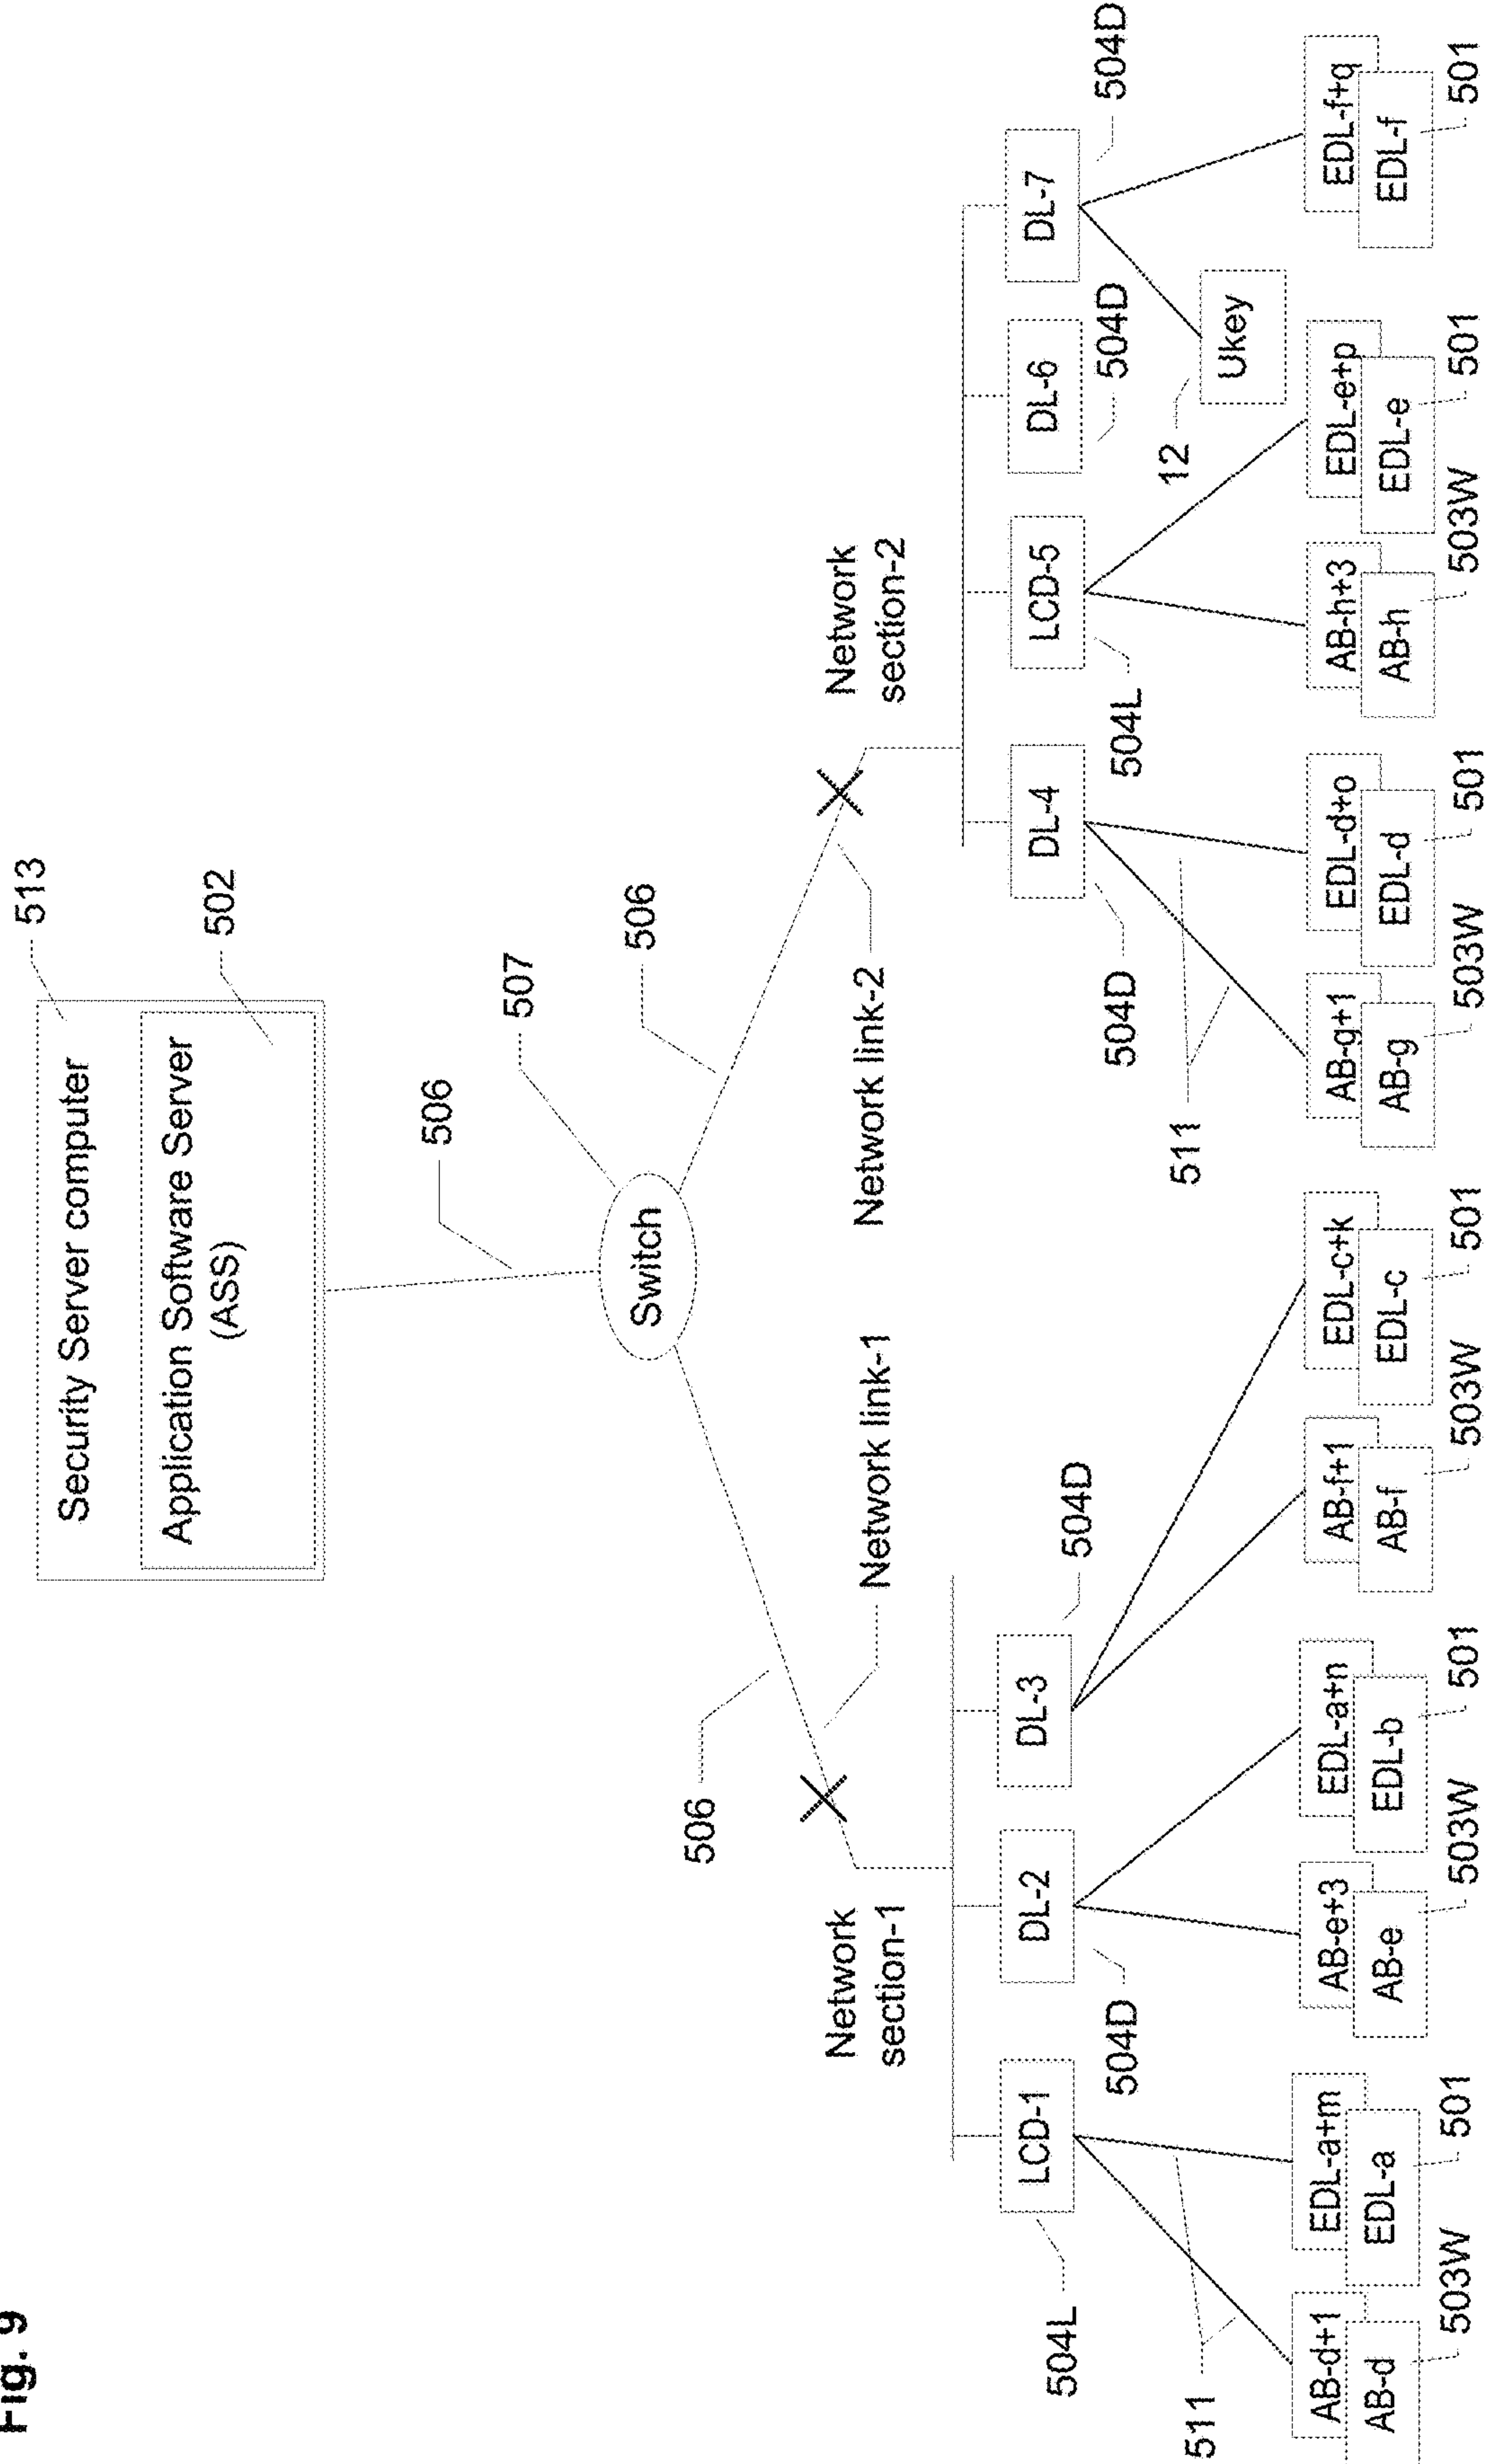 Fig. 9
Security Server computer
513
Application Software Server
(ASS)
502
506
507
Switch
506
506
Network link-1
Network link-2
Network
section-1
Network
section-2
LCD-1
DL-2
DL-3
DL-4
LCD-5
DL-6
DL-7
504L
504D
504D
504D
504L
504D
504D
511
511
12
Ukey
AB-d+1
AB-d
503W
EDL-a+m
EDL-a
501
AB-e+3
AB-e
503W
EDL-a+n
EDL-b
501
AB-f+1
AB-f
503W
EDL-c+k
EDL-c
501
AB-g+1
AB-g
503W
EDL-d+o
EDL-d
501
AB-h+3
AB-h
503W
EDL-e+p
EDL-e
501
EDL-f+q
EDL-f
501